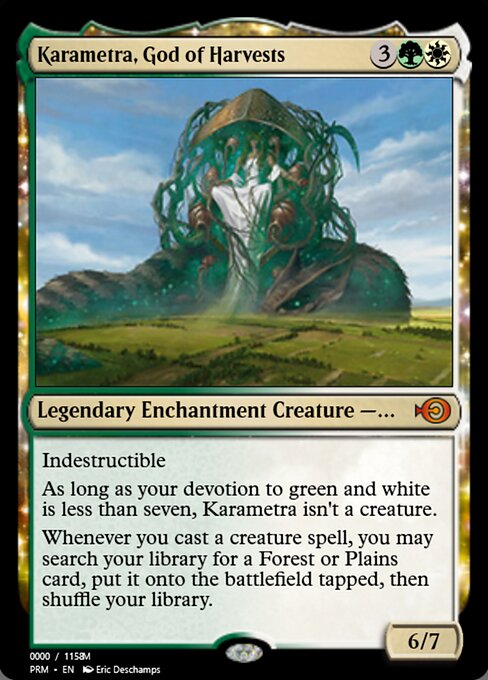 Karametra, God of Harvests 3
Legendary Enchantment Creature —...
Indestructible
As long as your devotion to green and white
is less than seven, Karametra isn't a creature.
Whenever you cast a creature spell, you may
search your library for a Forest or Plains
card, put it onto the battlefield tapped, then
shuffle your library.
6/7
0000 / 1158M
PRM • EN Eric Deschamps